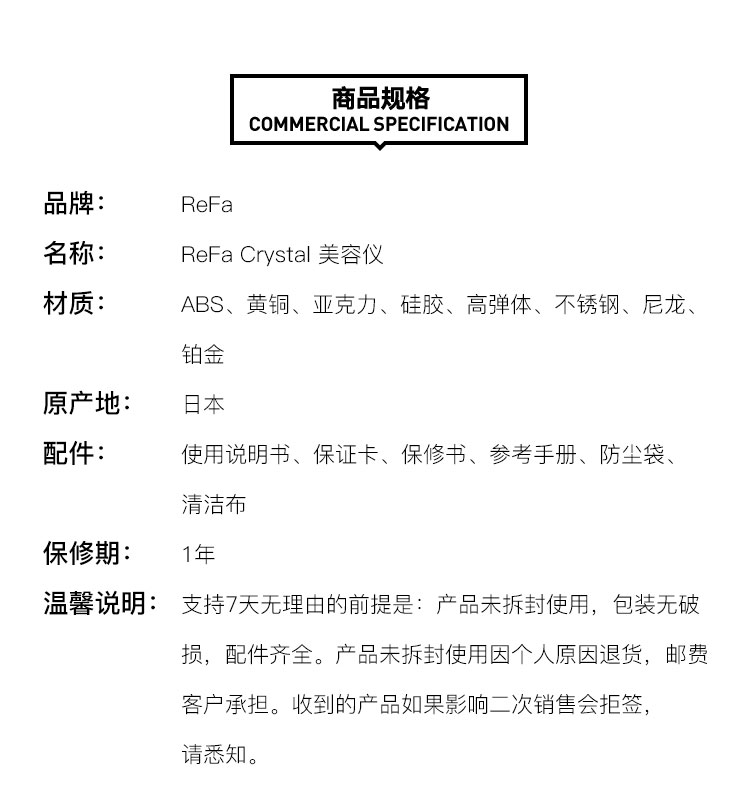 商品规格
COMMERCIAL SPECIFICATION
品牌： ReFa
名称： ReFa Crystal 美容仪
材质： ABS、黄铜、亚克力、硅胶、高弹体、不锈钢、尼龙、
铂金
原产地： 日本
配件： 使用说明书、保证卡、保修书、参考手册、防尘袋、
清洁布
保修期： 1年
温馨说明： 支持7天无理由的前提是：产品未拆封使用，包装无破
损，配件齐全。产品未拆封使用因个人原因退货，邮费
客户承担。收到的产品如果影响二次销售会拒签，
请悉知。